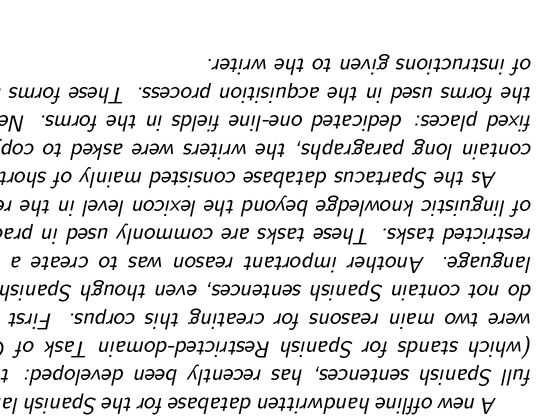 A new offline handwritten database for the Spanish la
full Spanish sentences, has recently been developed: t
(which stands for Spanish Restricted-domain Task of C
were two main reasons for creating this corpus. First
do not contain Spanish sentences, even though Spanish
language. Another important reason was to create a
restricted tasks. These tasks are commonly used in prac
of linguistic knowledge beyond the lexicon level in the re
As the Spartacus database consisted mainly of short
contain long paragraphs, the writers were asked to copy
fixed places: dedicated one-line fields in the forms. Ne
the forms used in the acquisition process. These forms
of instructions given to the writer.